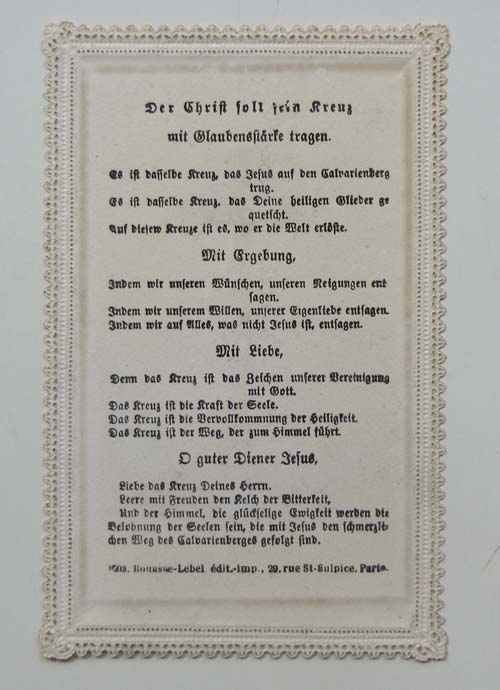 Der Christ soll sein Kreuz
mit Glaubensstärke tragen.
Es ist dasselbe Kreuz, das Jesus auf den Calvarienberg
trug.
Es ist dasselbe Kreuz, das Deine heiligen Glieder ge
quetscht.
Auf diesem Kreuze ist es, wo er die Welt erlöste.
Mit Ergebung,
Indem wir unseren Wünschen, unseren Neigungen ent
sagen.
Indem wir unserem Willen, unserer Eigenliebe entsagen.
Indem wir auf Alles, was nicht Jesus ist, entsagen.
Mit Liebe,
Denn das Kreuz ist das Zeichen unserer Vereinigung
mit Gott.
Das Kreuz ist die Kraft der Seele.
Das Kreuz ist die Vervollkommnung der Heiligkeit.
Das Kreuz ist der Weg, der zum Himmel führt.
O guter Diener Jesus,
Liebe das Kreuz Deines Herrn.
Leere mit Freuden den Kelch der Bitterkeit,
Und der Himmel, die glückselige Ewigkeit werden die
Belohnung der Seelen sein, die mit Jesus den schmerzli-
chen Weg des Calvarienberges gefolgt sind.
Bouasse-Lebel, édit.-imp., 29, rue St-Sulpice, Paris.